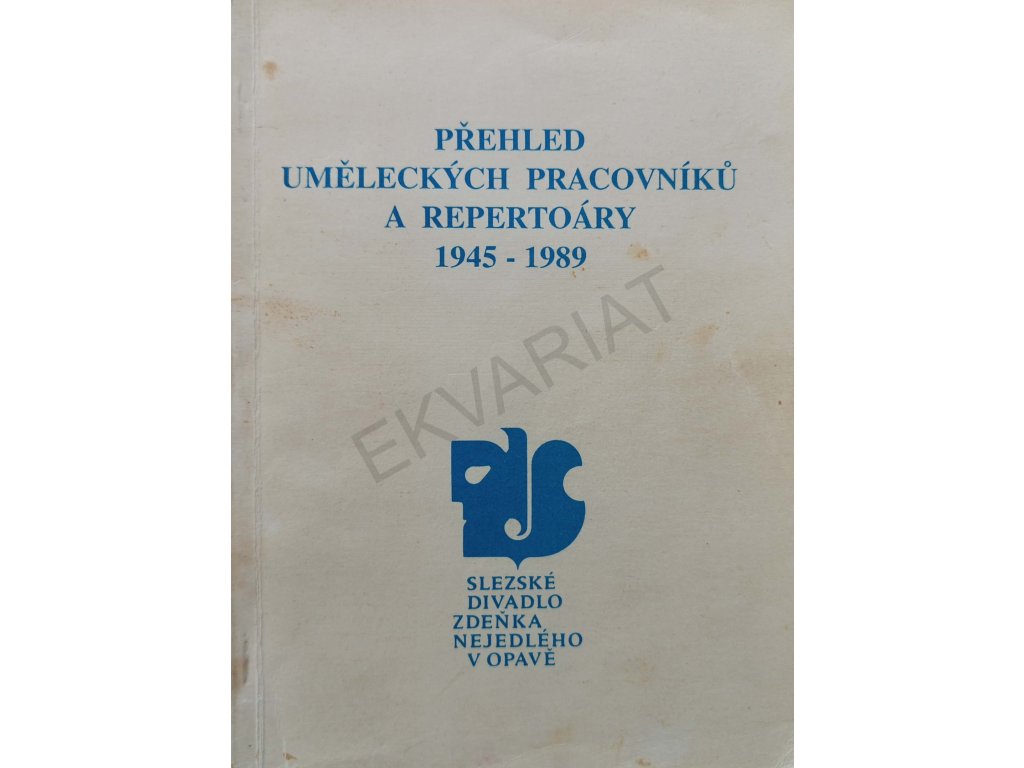 PŘEHLED
UMĚLECKÝCH PRACOVNÍKŮ
A REPERTOÁRY
1945 - 1989
EKVARIAT
SLEZSKÉ
DIVADLO
ZDEŇKA
NEJEDLÉHO
V OPAVĚ